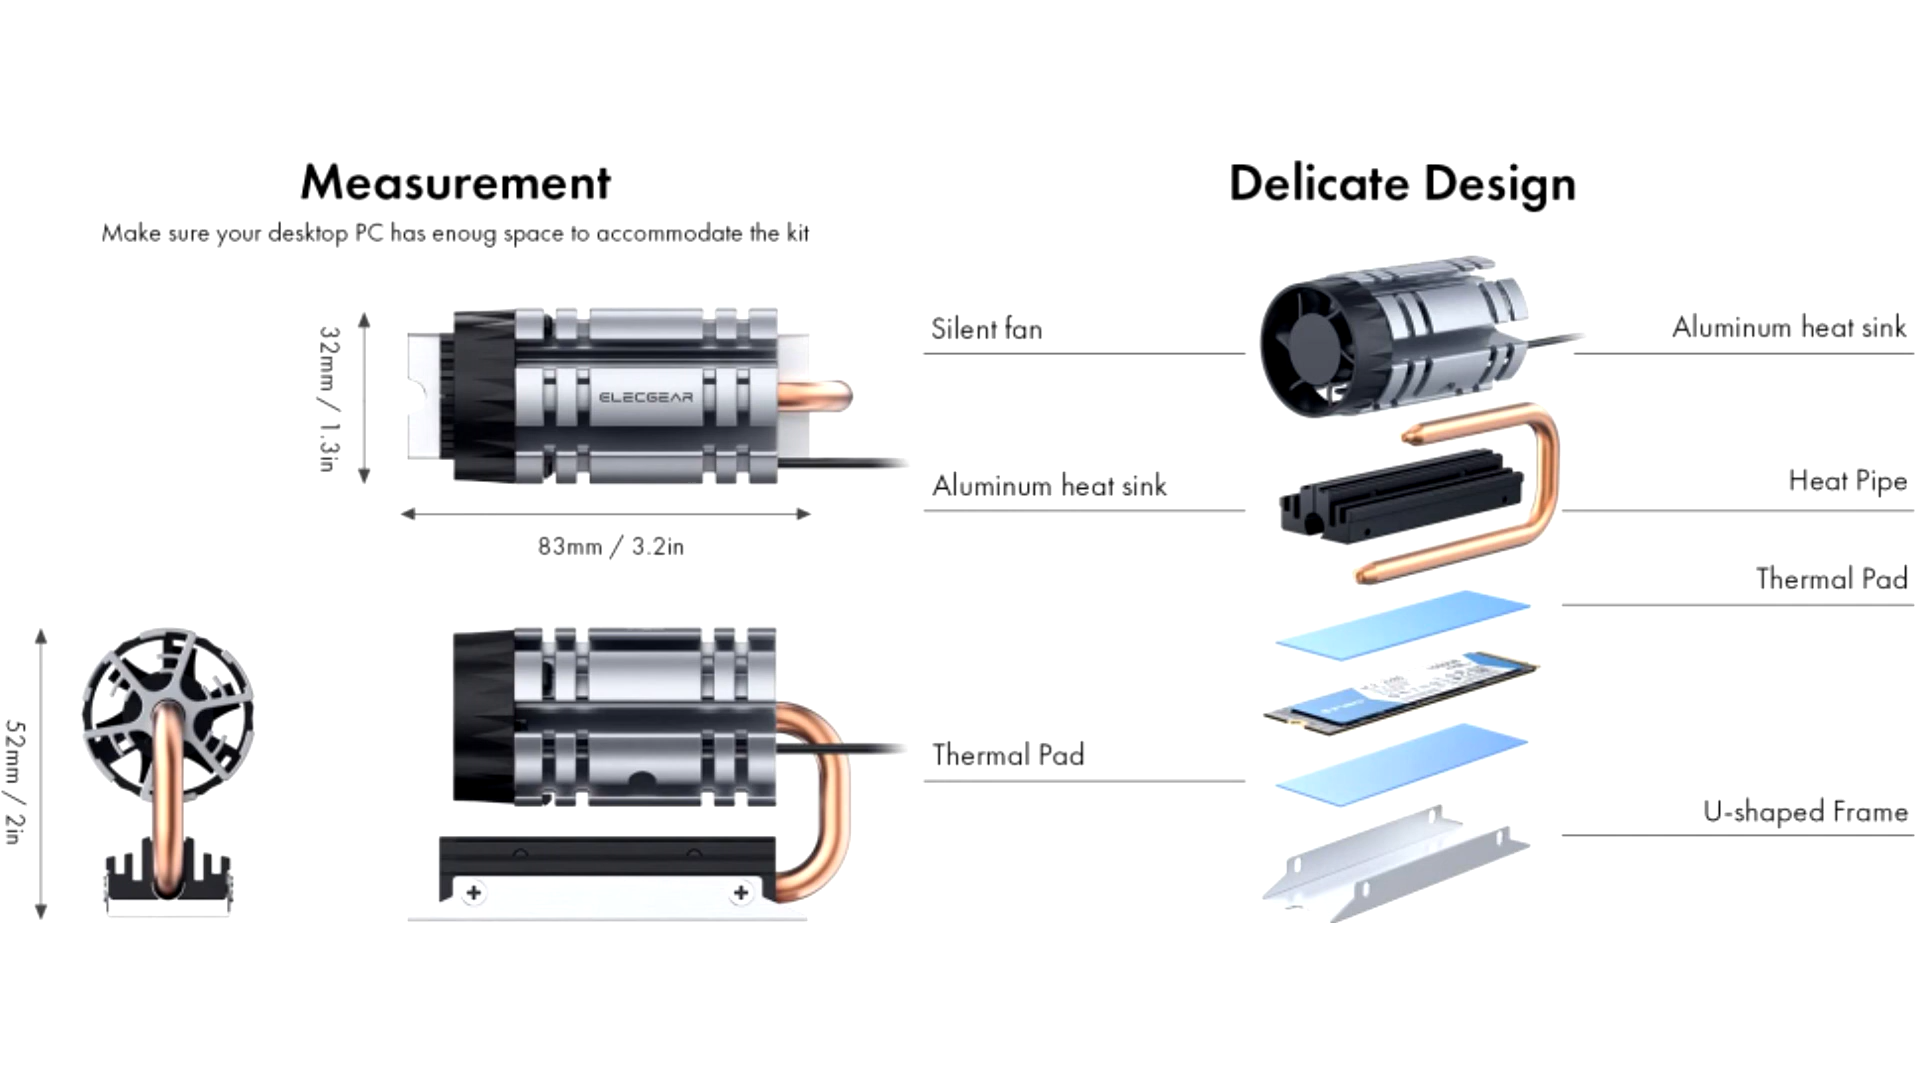 Measurement
Make sure your desktop PC has enoug space to accommodate the kit
32mm / 1.3in
ELECGEAR
83mm / 3.2in
52mm / 2in
Delicate Design
Silent fan
Aluminum heat sink
Aluminum heat sink
Heat Pipe
Thermal Pad
Thermal Pad
U-shaped Frame